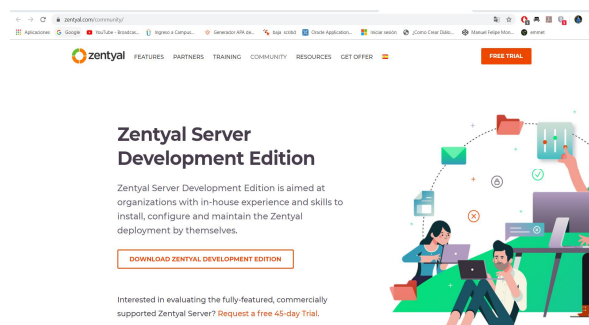 zentyal.com/community/
Aplicaciones Google YouTube - Broadcas... Ingreso a Campus... Generador APA de... bajar scribd Oracle Application... Iniciar sesión ¿Como Crear Diálo... Manuel Felipe Mon... emmet
zentyal FEATURES PARTNERS TRAINING COMMUNITY RESOURCES GET OFFER FREE TRIAL
Zentyal Server
Development Edition
Zentyal Server Development Edition is aimed at
organizations with in-house experience and skills to
install, configure and maintain the Zentyal
deployment by themselves.
DOWNLOAD ZENTYAL DEVELOPMENT EDITION
Interested in evaluating the fully-featured, commercially
supported Zentyal Server? Request a free 45-day Trial.